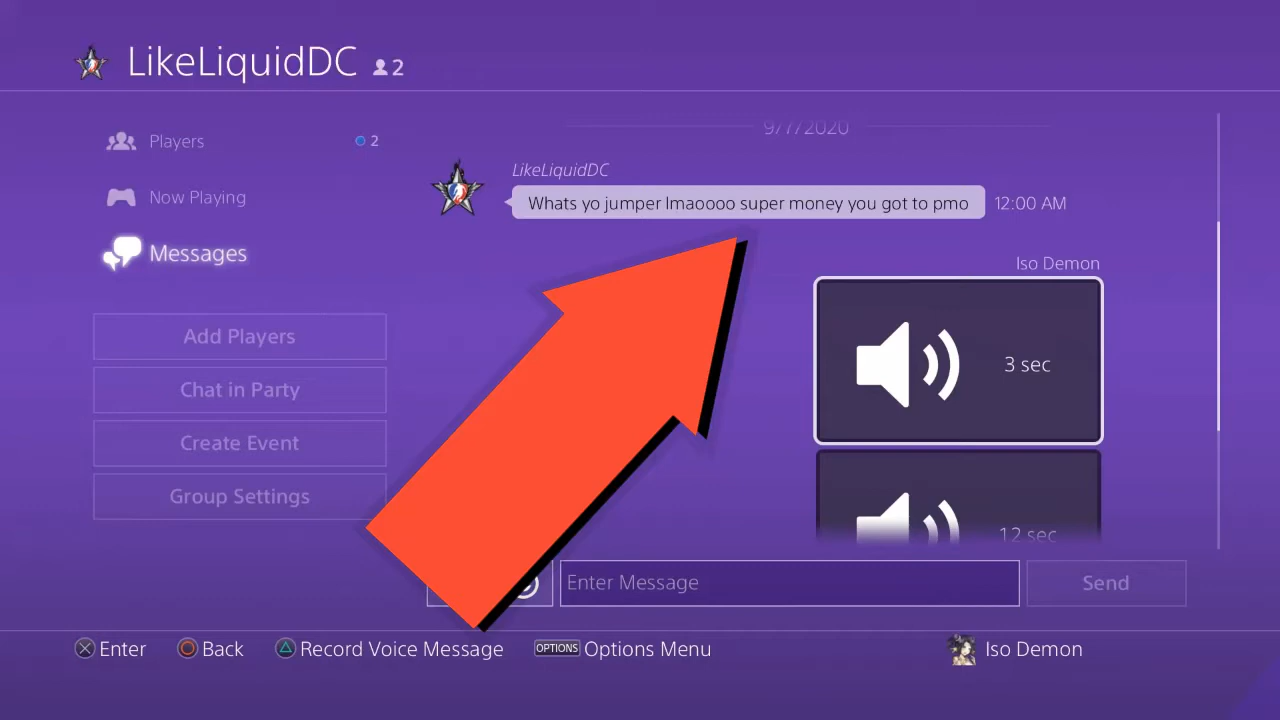 LikeLiquidDC 2
Players 2
Now Playing
Messages
Add Players
Chat in Party
Create Event
Group Settings
9/7/2020
LikeLiquidDC
Whats yo jumper lmaoooo super money you got to pmo 12:00 AM
Iso Demon
3 sec
12 sec
Enter Message
Send
Enter
Back
Record Voice Message
OPTIONS Options Menu
Iso Demon